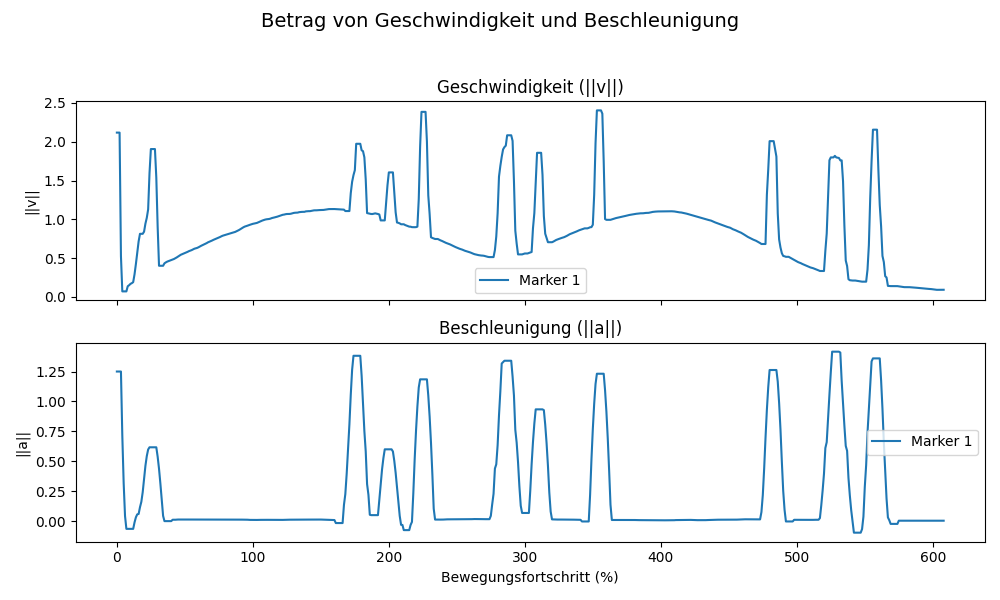 Betrag von Geschwindigkeit und Beschleunigung
Geschwindigkeit (||v||)
2.5
2.0
1.5
1.0
0.5
0.0
||v||
Marker 1
Beschleunigung (||a||)
1.25
1.00
0.75
0.50
0.25
0.00
||a||
Marker 1
0 100 200 300 400 500 600
Bewegungsfortschritt (%)